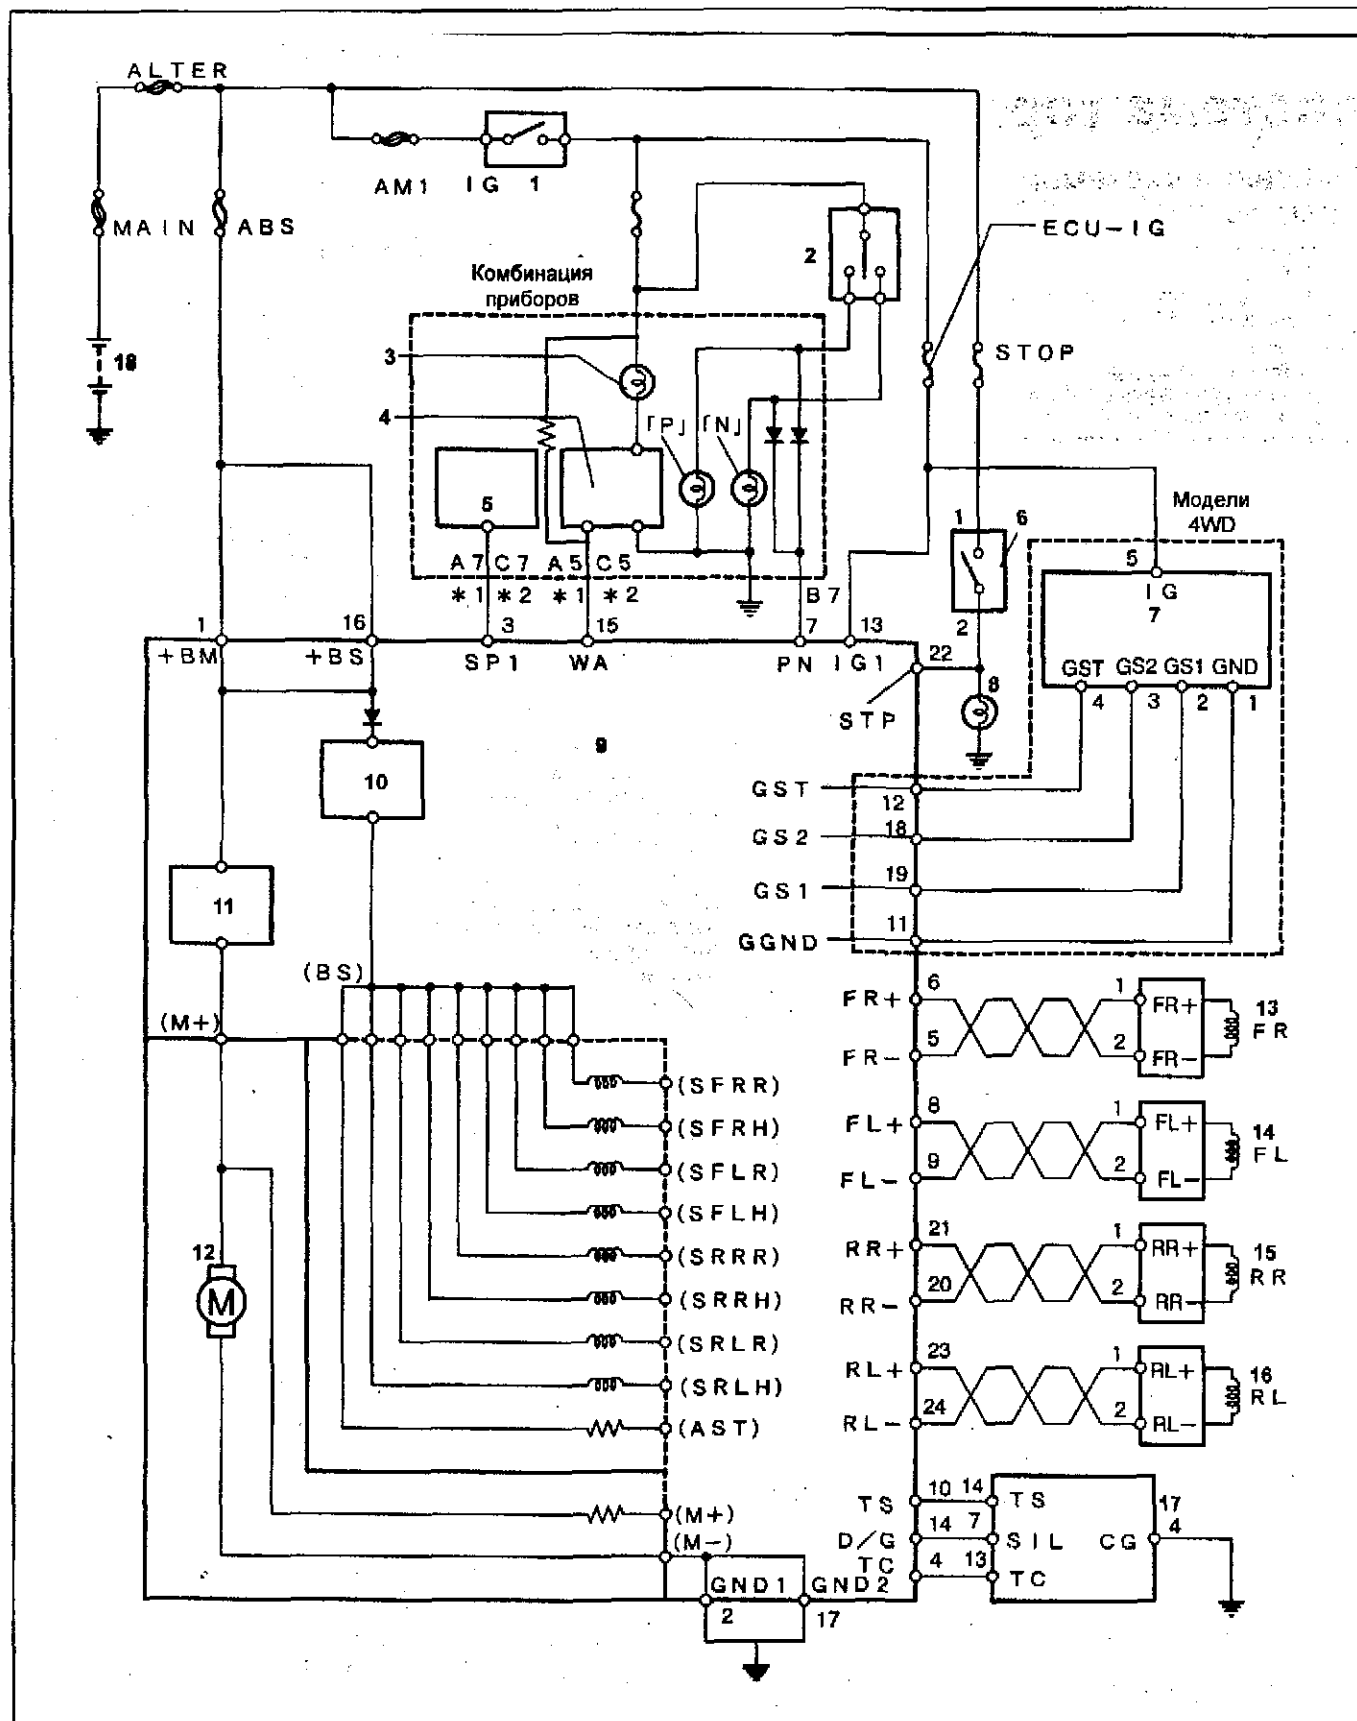 ALTER
AM1 IG 1
MAIN ABS
ECU-IG
2
Комбинация
приборов
3
STOP
18
4
「P」 「N」
Модели
4WD
5
1 6
5
IG
7
A7 C7 A5 C5
*1 *2 *1 *2
B7
2
1 16 3 15 7 13
+BM +BS SP1 WA PN IG1
22
GST GS2 GS1 GND
4 3 2 1
8
STP
9
10
GST
12
GS2
18
11
GS1
19
GGND
11
(BS)
(M+)
FR+ 6 1 FR+ 13
FR
FR- 5 2 FR-
(SFRR)
(SFRH)
(SFLR)
(SFLH)
(SRRR)
(SRRH)
(SRLR)
(SRLH)
(AST)
FL+ 8 1 FL+ 14
FL
FL- 9 2 FL-
12
M
RR+ 21 1 RR+ 15
RR
RR- 20 2 RR-
RL+ 23 1 RL+ 16
RL
RL- 24 2 RL-
TS 10 14 TS 17
(M+)
D/G 14 7 SIL CG 4
(M-)
TC 4 13 TC
GND1 GND2
2 17